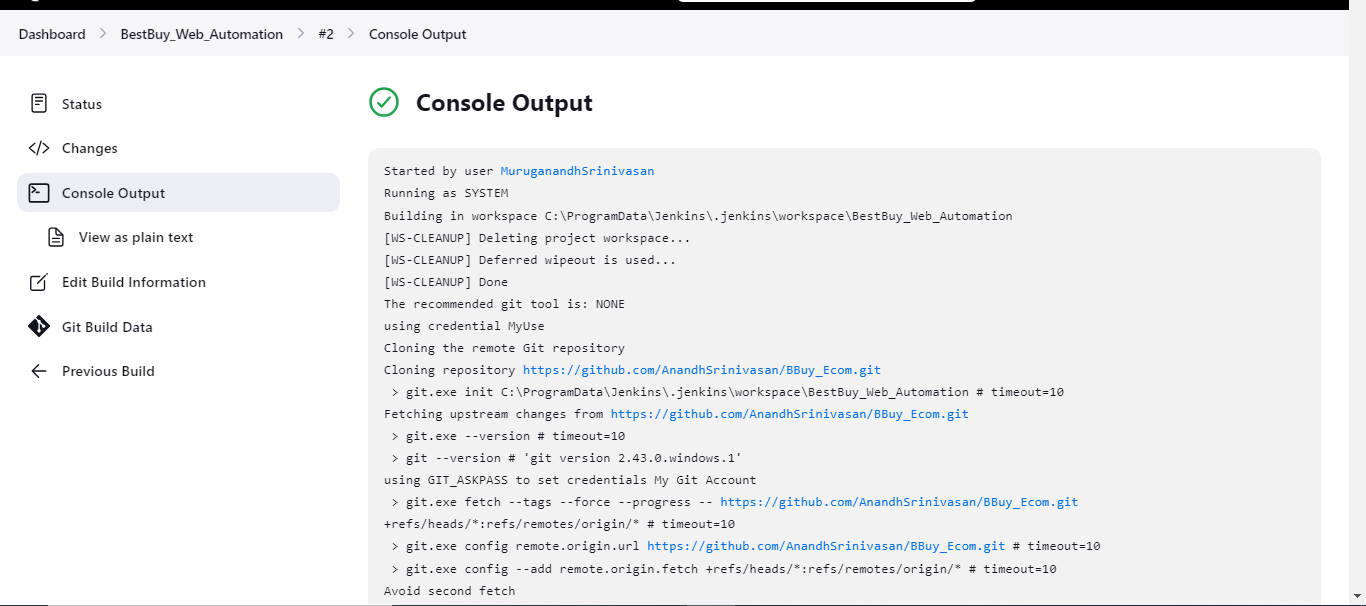 Dashboard > BestBuy_Web_Automation > #2 > Console Output
Status
Changes
Console Output
View as plain text
Edit Build Information
Git Build Data
Previous Build
Console Output
Started by user MuruganandhSrinivasan
Running as SYSTEM
Building in workspace C:\ProgramData\Jenkins\.jenkins\workspace\BestBuy_Web_Automation
[WS-CLEANUP] Deleting project workspace...
[WS-CLEANUP] Deferred wipeout is used...
[WS-CLEANUP] Done
The recommended git tool is: NONE
using credential MyUse
Cloning the remote Git repository
Cloning repository https://github.com/AnandhSrinivasan/BBuy_Ecom.git
 > git.exe init C:\ProgramData\Jenkins\.jenkins\workspace\BestBuy_Web_Automation # timeout=10
Fetching upstream changes from https://github.com/AnandhSrinivasan/BBuy_Ecom.git
 > git.exe --version # timeout=10
 > git --version # 'git version 2.43.0.windows.1'
using GIT_ASKPASS to set credentials My Git Account
 > git.exe fetch --tags --force --progress -- https://github.com/AnandhSrinivasan/BBuy_Ecom.git
+refs/heads/*:refs/remotes/origin/* # timeout=10
 > git.exe config remote.origin.url https://github.com/AnandhSrinivasan/BBuy_Ecom.git # timeout=10
 > git.exe config --add remote.origin.fetch +refs/heads/*:refs/remotes/origin/* # timeout=10
Avoid second fetch